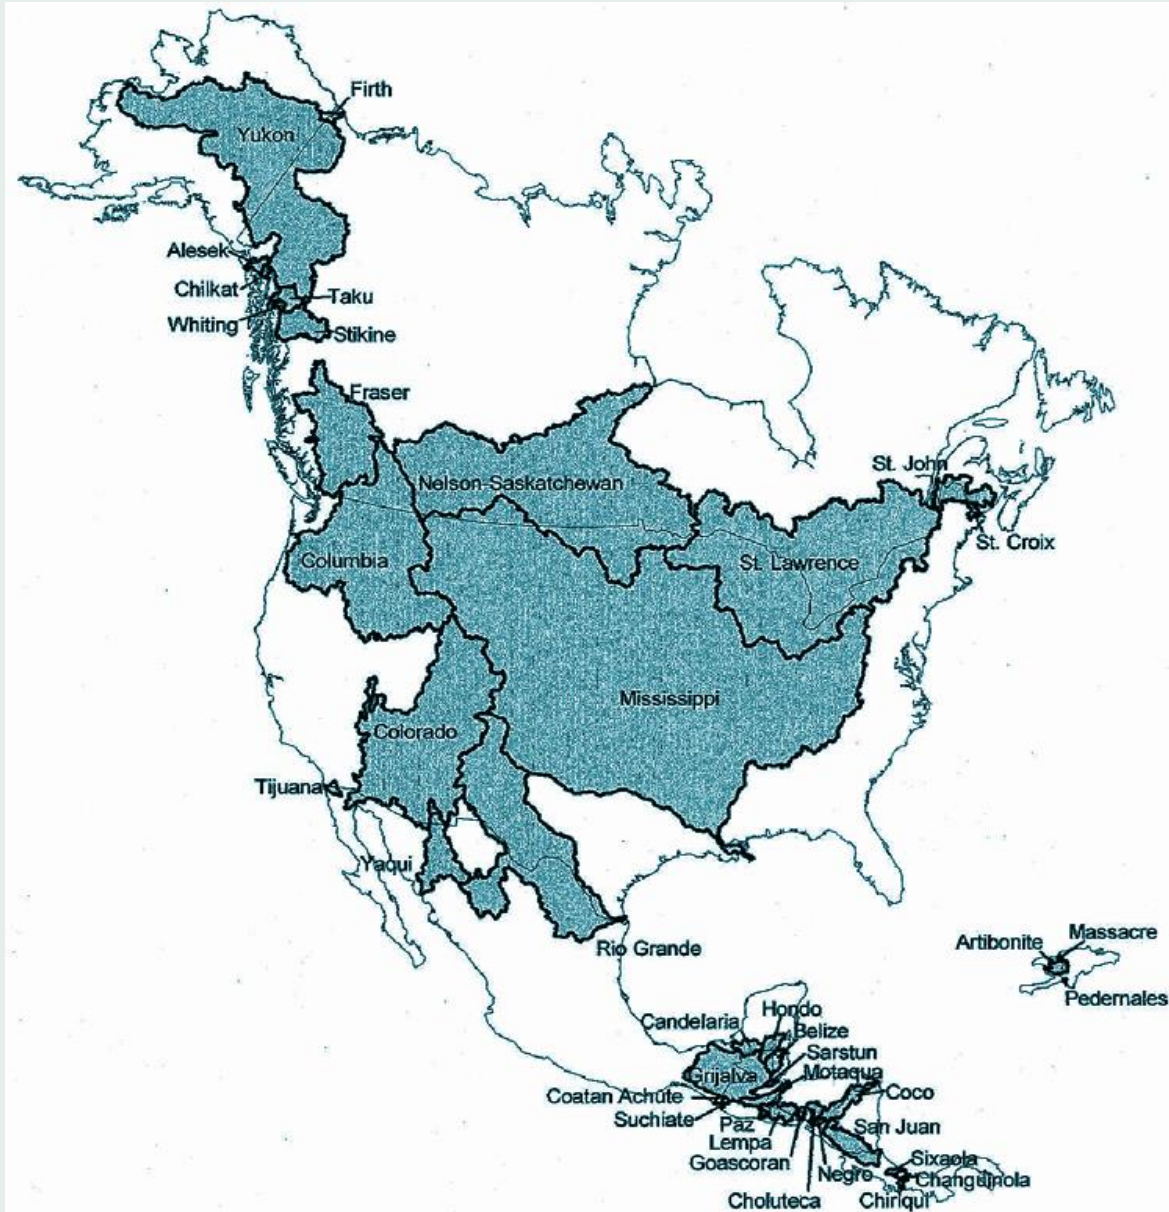 Firth
Yukon
Alesek
Chilkat
Taku
Whiting
Stikine
Fraser
St. John
Nelson-Saskatchewan
St. Croix
Columbia
St. Lawrence
Mississippi
Colorado
Tijuana
Yaqui
Rio Grande
Massacre
Artibonite
Pedernales
Hondo
Candelaria
Belize
Sarstun
Grijalva
Motaqua
Coatan Achute
Coco
Suchiate
Paz
San Juan
Lempa
Goascoran
Sixaola
Negro
Changuinola
Choluteca
Chiriqui